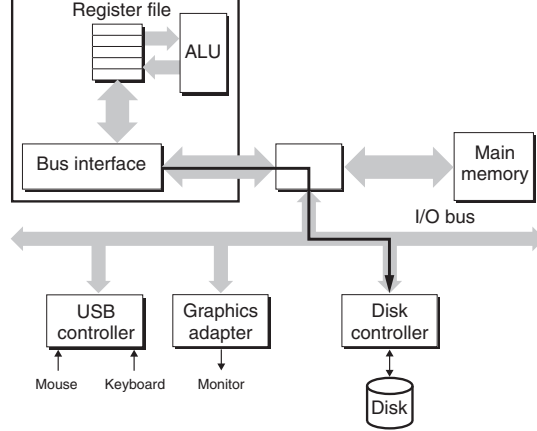 Register file
ALU
Bus interface
Main
memory
I/O bus
USB
controller
Graphics
adapter
Disk
controller
Mouse
Keyboard
Monitor
Disk